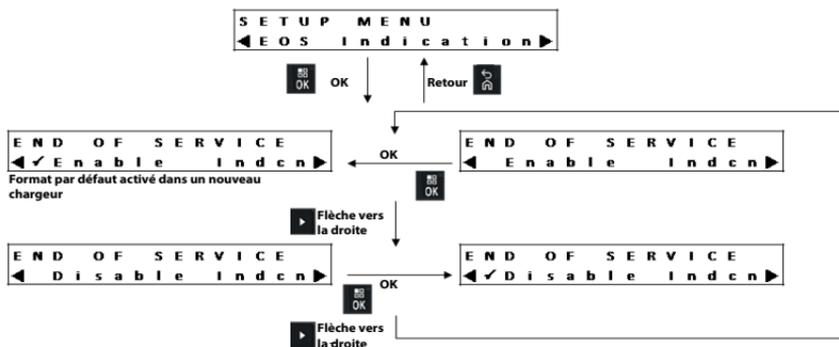 SETUP MENU
◀EOS Indication▶
OK
OK
Retour
END OF SERVICE
◀✓Enable Indcn▶
Format par défaut activé dans un nouveau
chargeur
OK
OK
END OF SERVICE
◀ Enable Indcn▶
Flèche vers
la droite
END OF SERVICE
◀ Disable Indcn▶
OK
OK
END OF SERVICE
◀✓Disable Indcn▶
Flèche vers
la droite